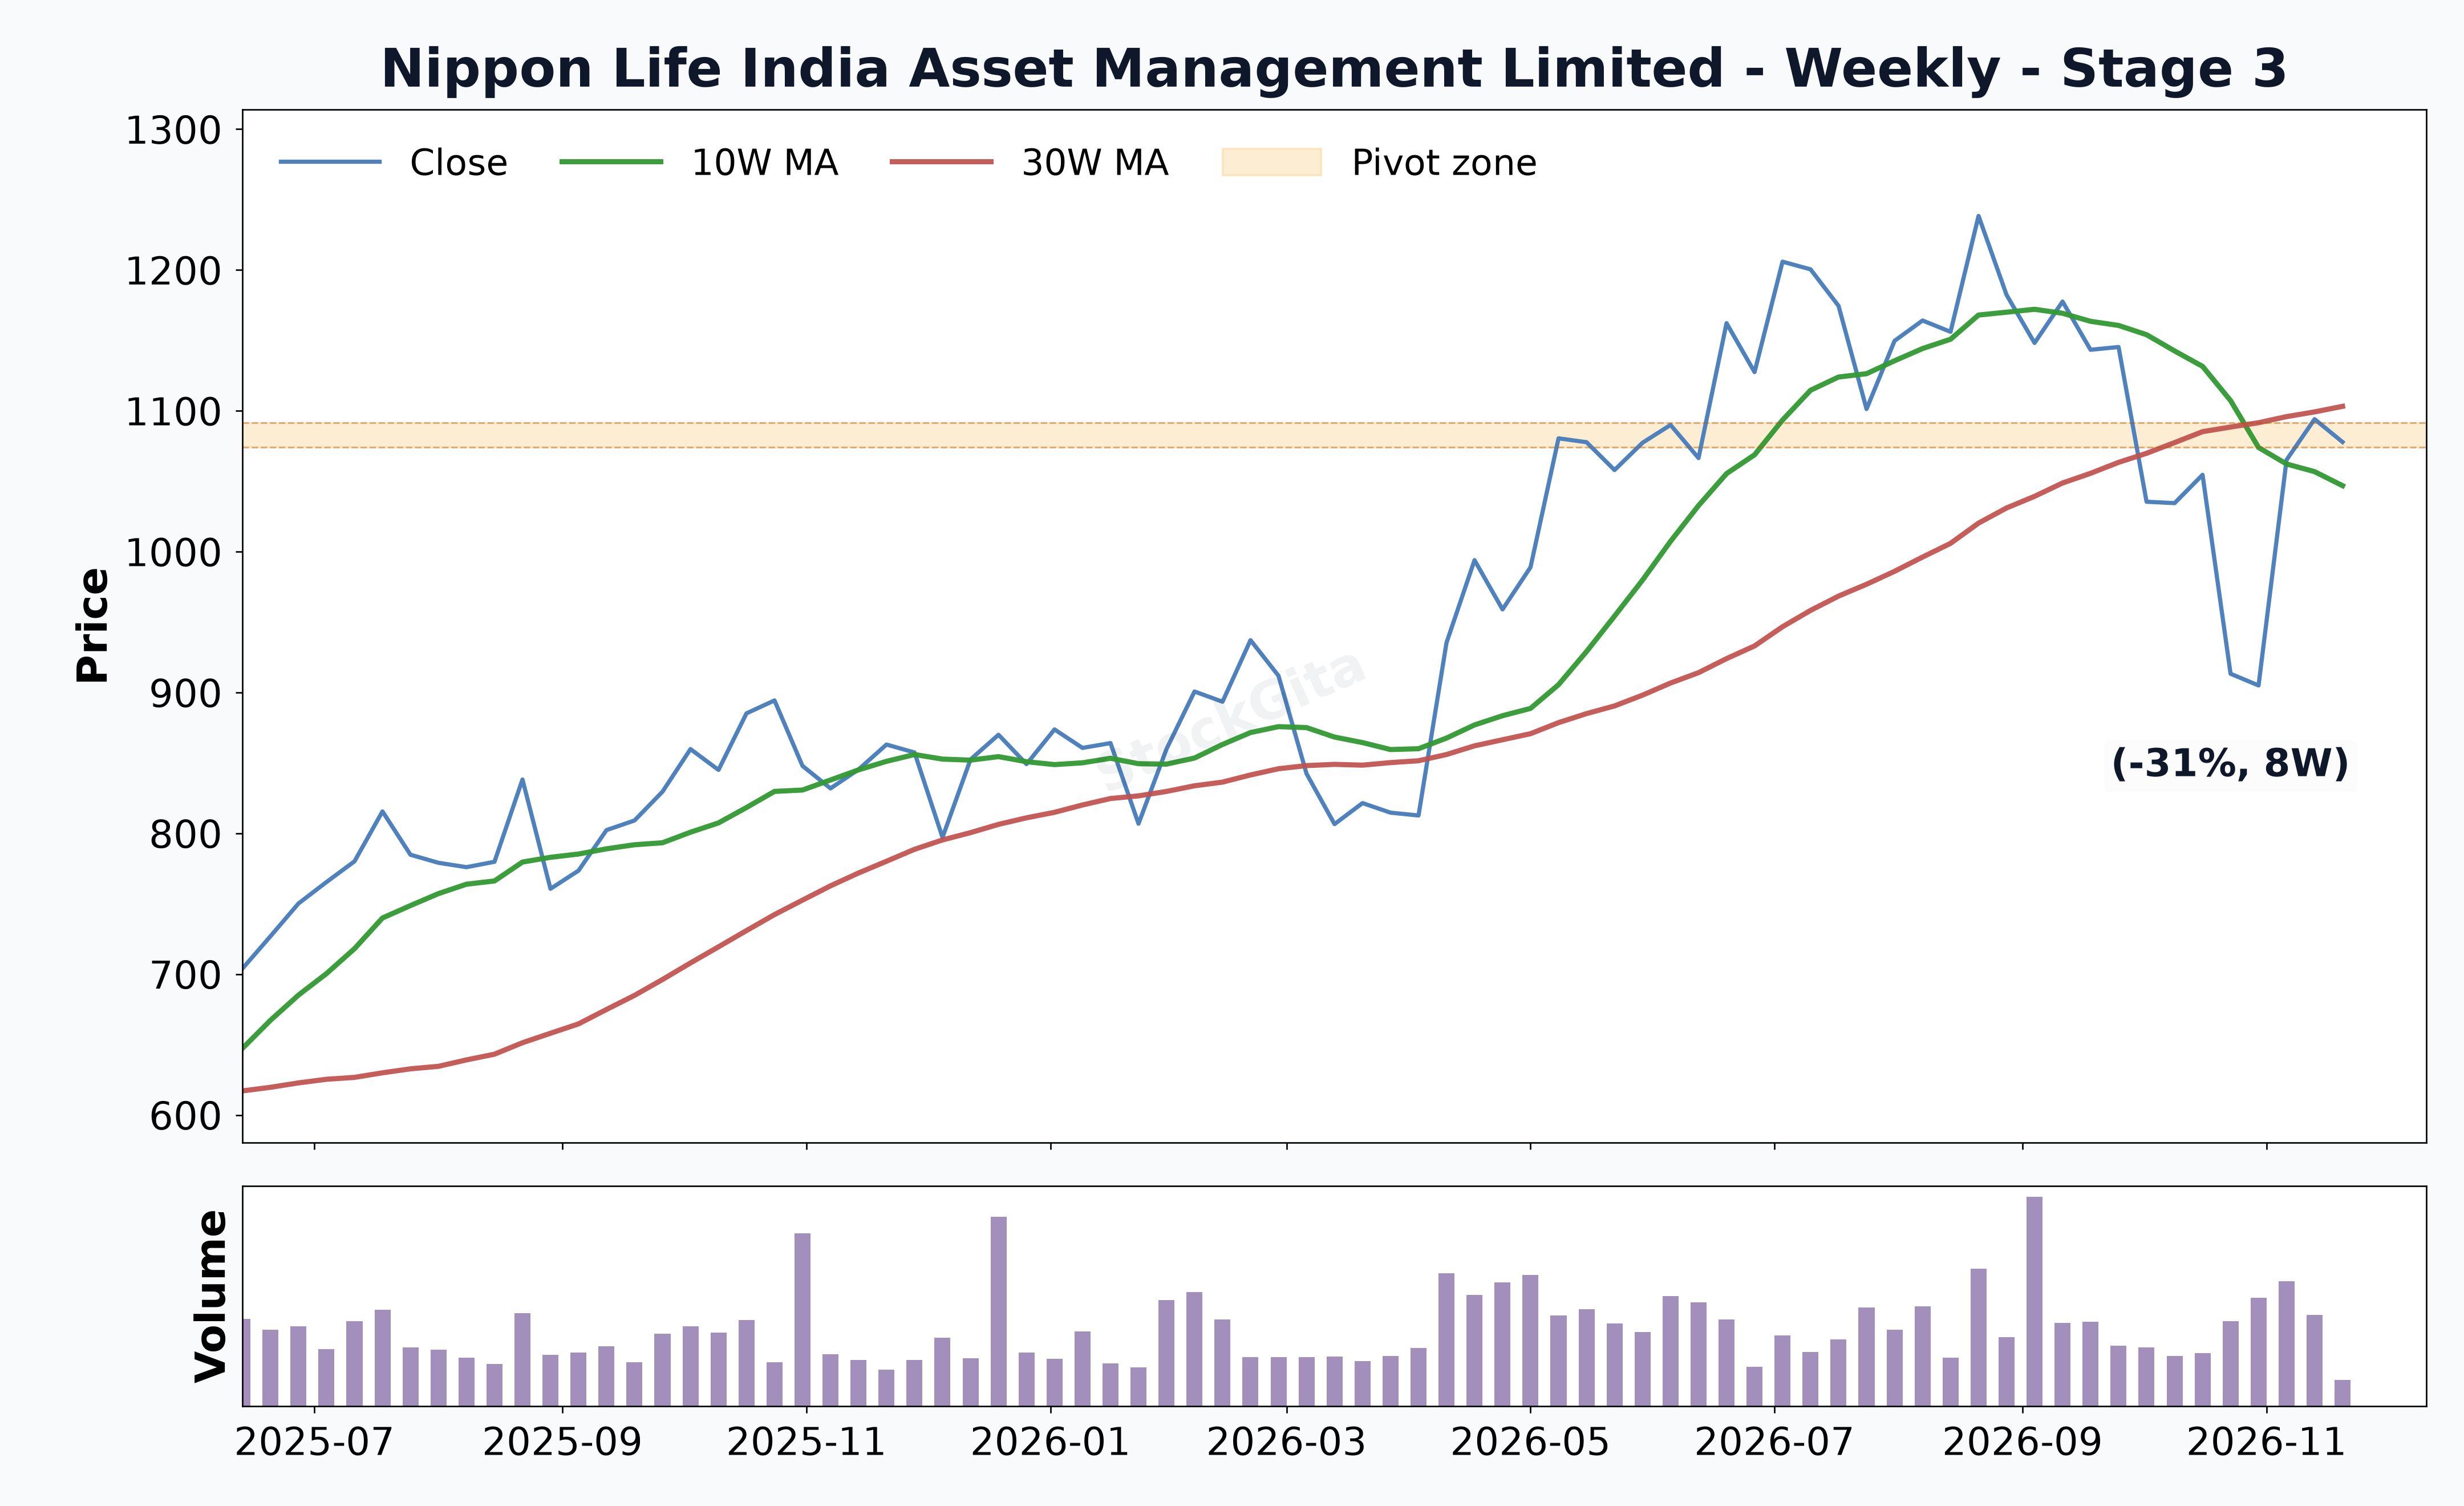 Nippon Life India Asset Management Limited - Weekly - Stage 3
Close 10W MA 30W MA Pivot zone
Price
1300
1200
1100
1000
900
800
700
600
StockGita
(-31%, 8W)
Volume
2025-07 2025-09 2025-11 2026-01 2026-03 2026-05 2026-07 2026-09 2026-11